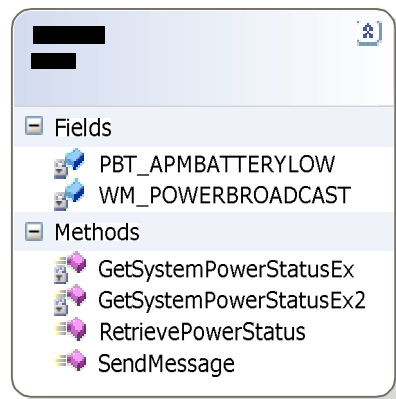 Fields
PBT_APMBATTERYLOW
WM_POWERBROADCAST
Methods
GetSystemPowerStatusEx
GetSystemPowerStatusEx2
RetrievePowerStatus
SendMessage